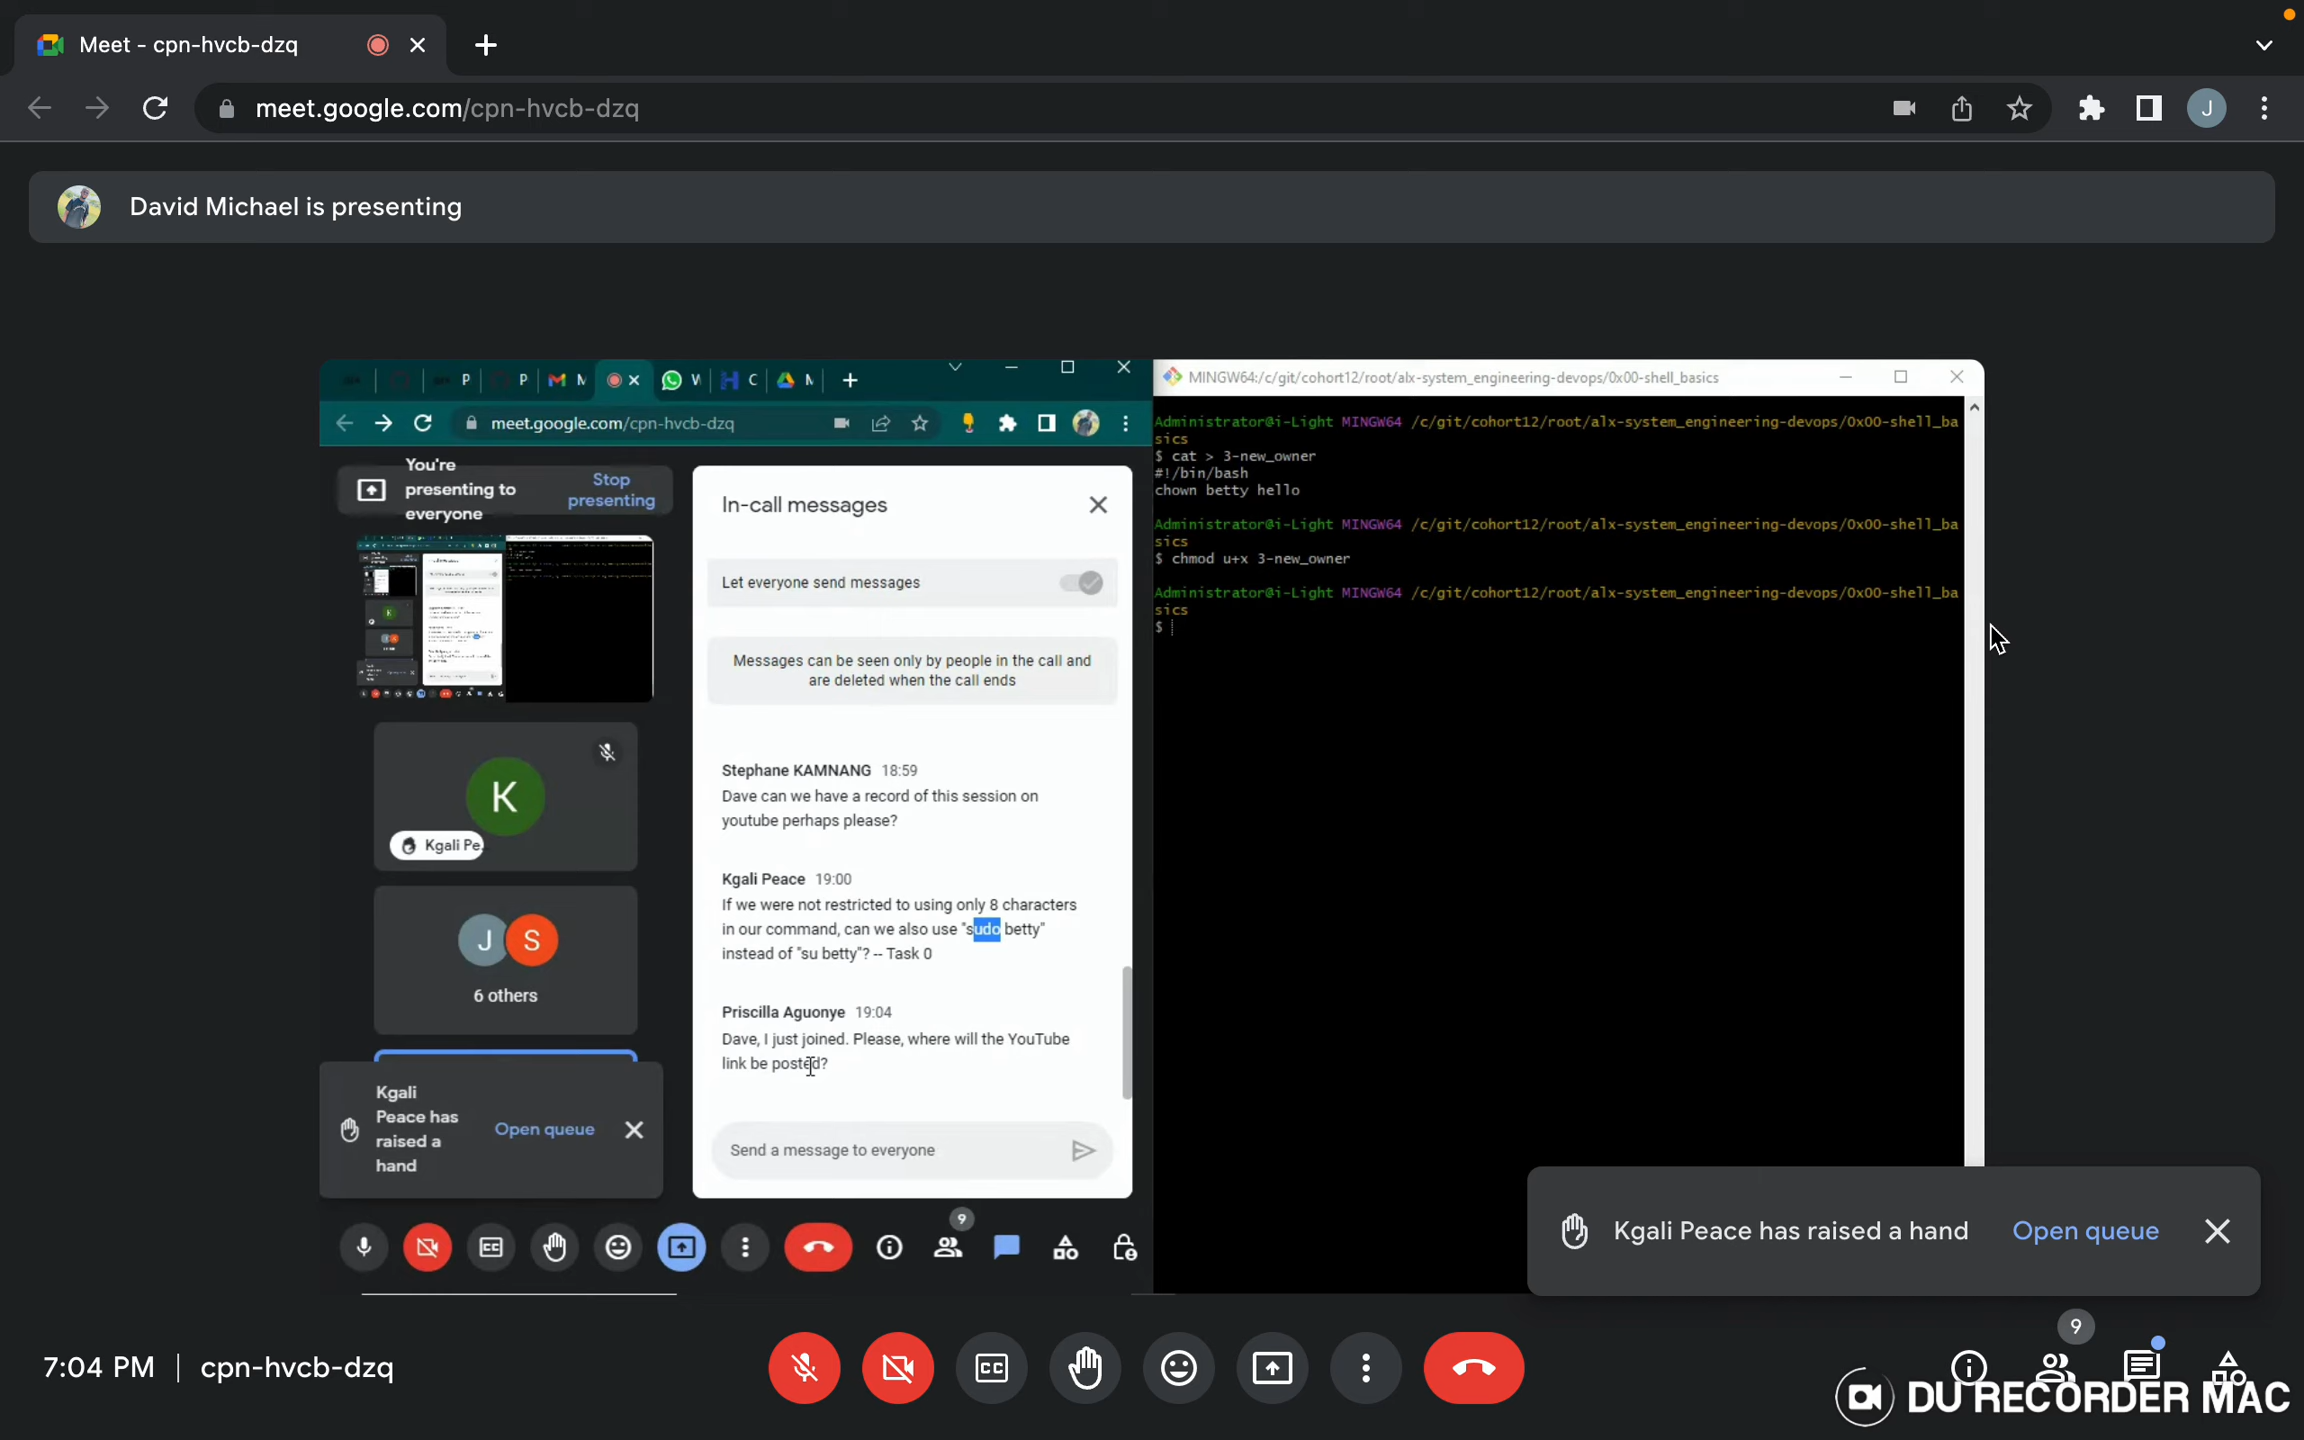 Meet - cpn-hvcb-dzq
meet.google.com/cpn-hvcb-dzq
J
David Michael is presenting
P
P
M
W
C
M
meet.google.com/cpn-hvcb-dzq
You're
presenting to
everyone
Stop
presenting
K
Kgali Pe.
J
S
6 others
Kgali
Peace has
raised a
hand
Open queue
In-call messages
Let everyone send messages
Messages can be seen only by people in the call and
are deleted when the call ends
Stephane KAMNANG 18:59
Dave can we have a record of this session on
youtube perhaps please?
Kgali Peace 19:00
If we were not restricted to using only 8 characters
in our command, can we also use "sudo betty"
instead of "su betty"? -- Task 0
Priscilla Aguonye 19:04
Dave, I just joined. Please, where will the YouTube
link be posted?
Send a message to everyone
9
MINGW64:/c/git/cohort12/root/alx-system_engineering-devops/0x00-shell_basics
Administrator@i-Light MINGW64 /c/git/cohort12/root/alx-system_engineering-devops/0x00-shell_ba
sics
$ cat > 3-new_owner
#!/bin/bash
chown betty hello
Administrator@i-Light MINGW64 /c/git/cohort12/root/alx-system_engineering-devops/0x00-shell_ba
sics
$ chmod u+x 3-new_owner
Administrator@i-Light MINGW64 /c/git/cohort12/root/alx-system_engineering-devops/0x00-shell_ba
sics
$
Kgali Peace has raised a hand
Open queue
7:04 PM | cpn-hvcb-dzq
9
DU RECORDER MAC